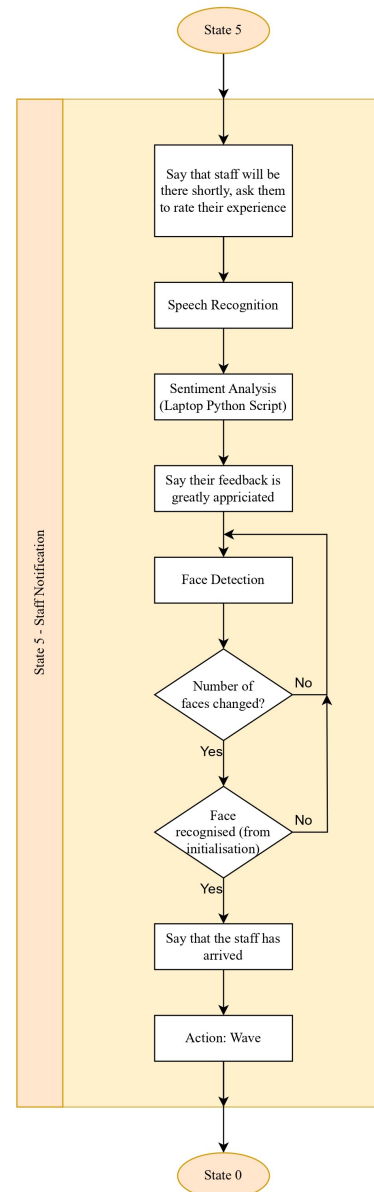 State 5
State 5 - Staff Notification
Say that staff will be
there shortly, ask them
to rate their experience
Speech Recognition
Sentiment Analysis
(Laptop Python Script)
Say their feedback is
greatly appriciated
Face Detection
Number of
faces changed?
No
Yes
Face
recognised (from
initialisation)
No
Yes
Say that the staff has
arrived
Action: Wave
State 0